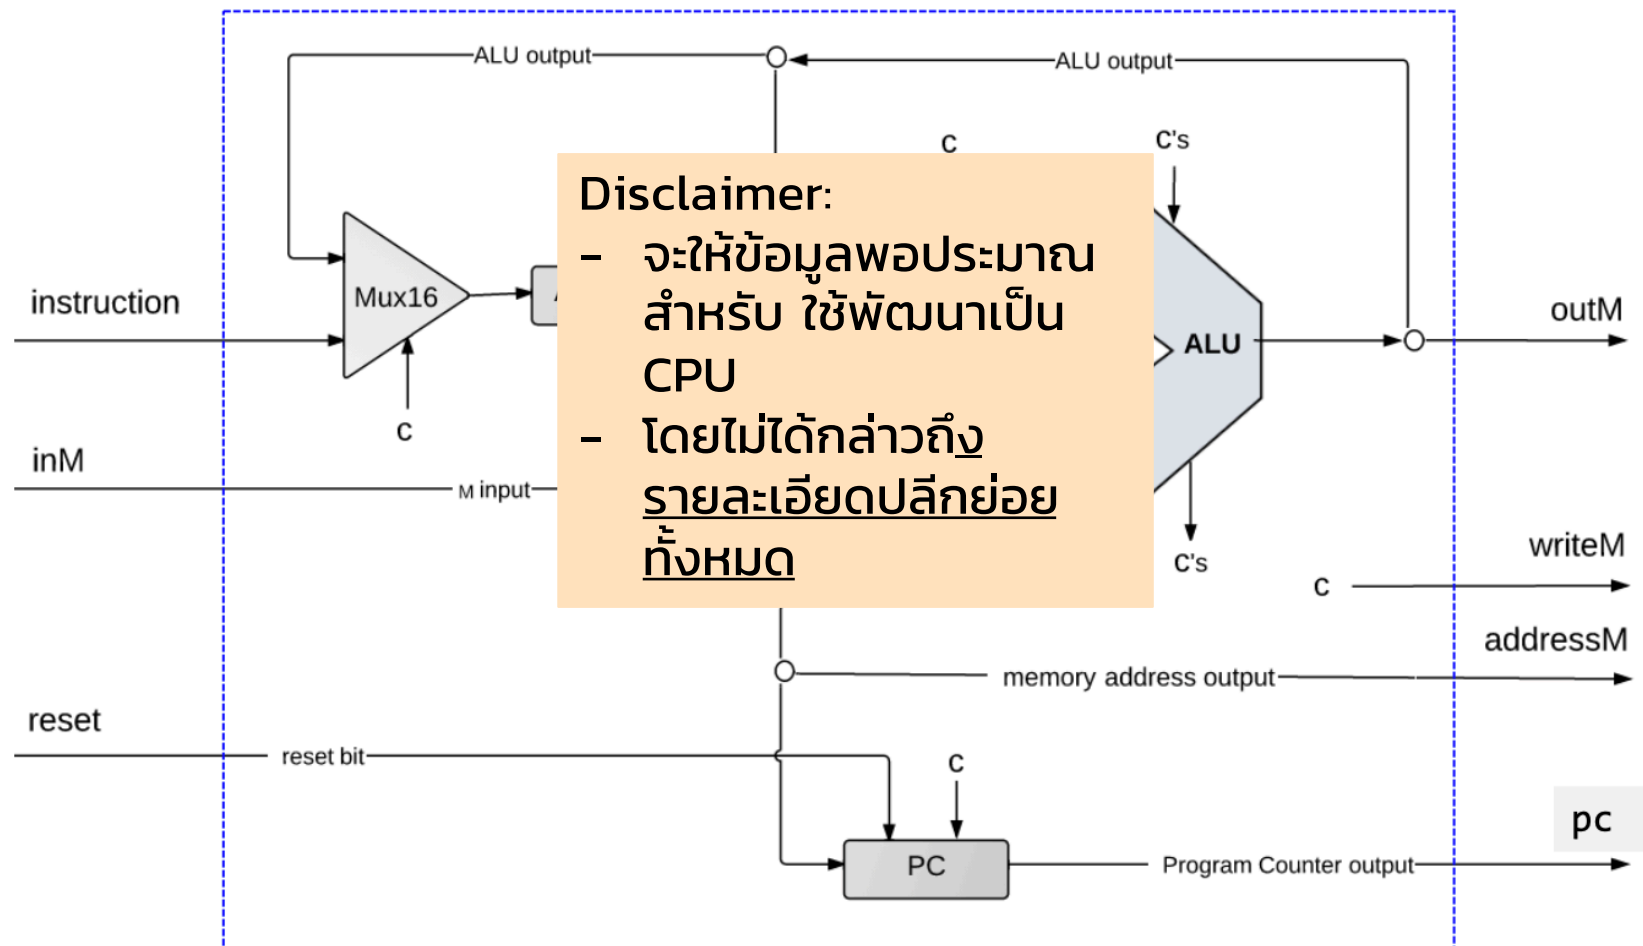 ALU output
ALU output
c
c's
Disclaimer:
- จะให้ข้อมูลพอประมาณ
สำหรับ ใช้พัฒนาเป็น
CPU
- โดยไม่ได้กล่าวถึง
รายละเอียดปลีกย่อย
ทั้งหมด
instruction
Mux16
ALU
outM
c
inM
M input
c's
writeM
c
addressM
memory address output
reset
reset bit
c
pc
PC
Program Counter output